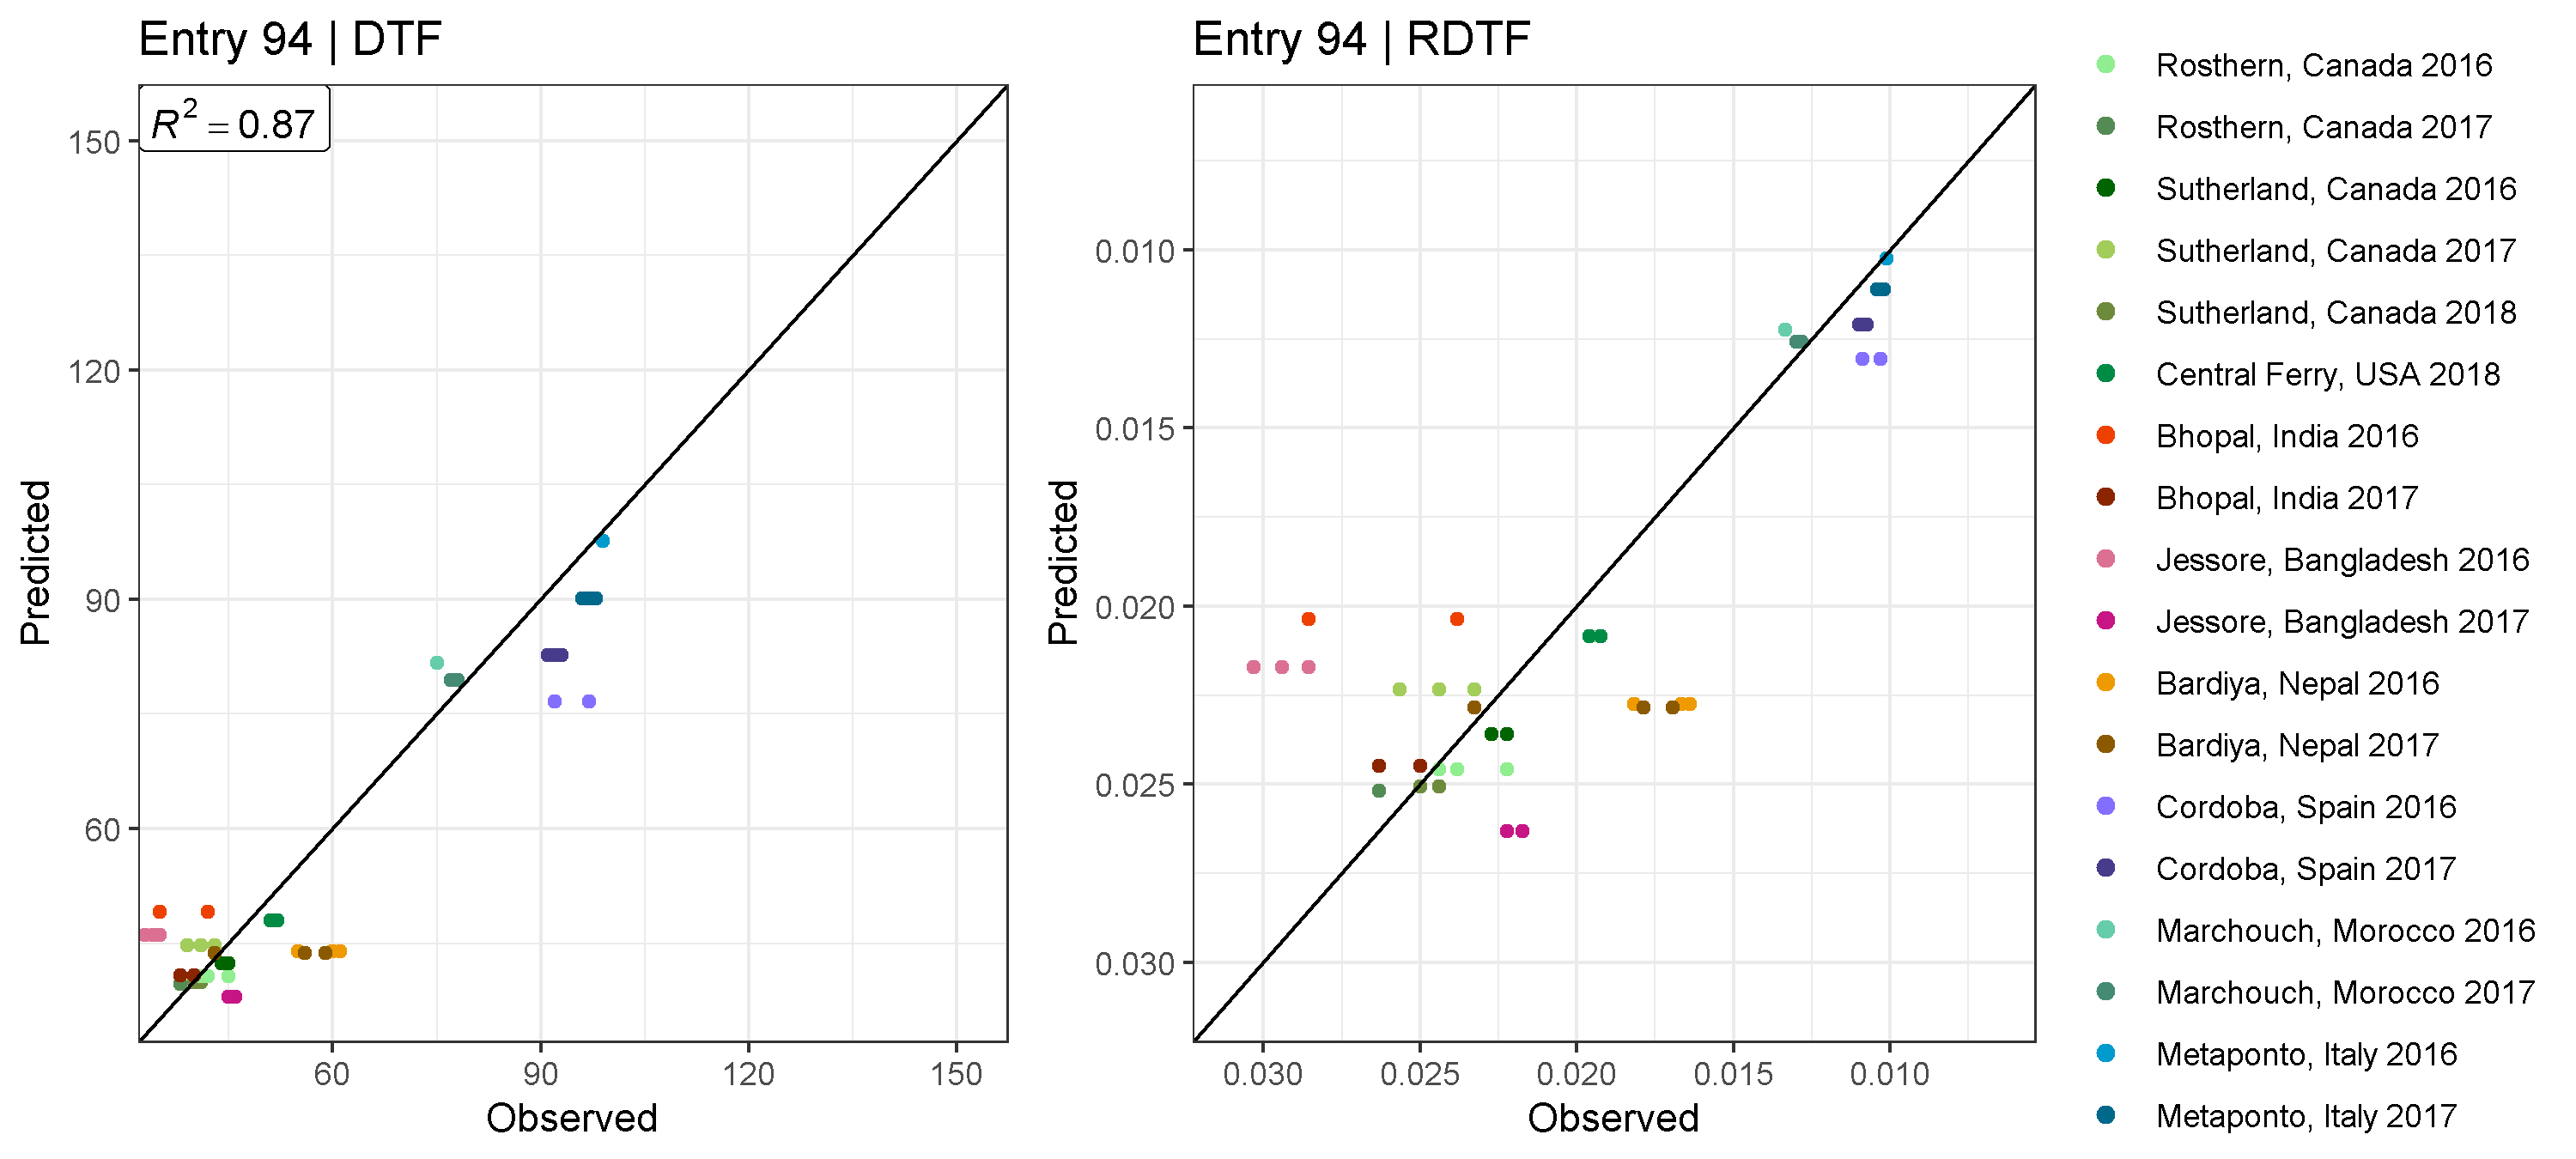 Entry 94 | DTF
R² = 0.87
150
120
90
60
Predicted
60 90 120 150
Observed
Entry 94 | RDTF
0.010
0.015
0.020
0.025
0.030
Predicted
0.030 0.025 0.020 0.015 0.010
Observed
Rosthern, Canada 2016
Rosthern, Canada 2017
Sutherland, Canada 2016
Sutherland, Canada 2017
Sutherland, Canada 2018
Central Ferry, USA 2018
Bhopal, India 2016
Bhopal, India 2017
Jessore, Bangladesh 2016
Jessore, Bangladesh 2017
Bardiya, Nepal 2016
Bardiya, Nepal 2017
Cordoba, Spain 2016
Cordoba, Spain 2017
Marchouch, Morocco 2016
Marchouch, Morocco 2017
Metaponto, Italy 2016
Metaponto, Italy 2017